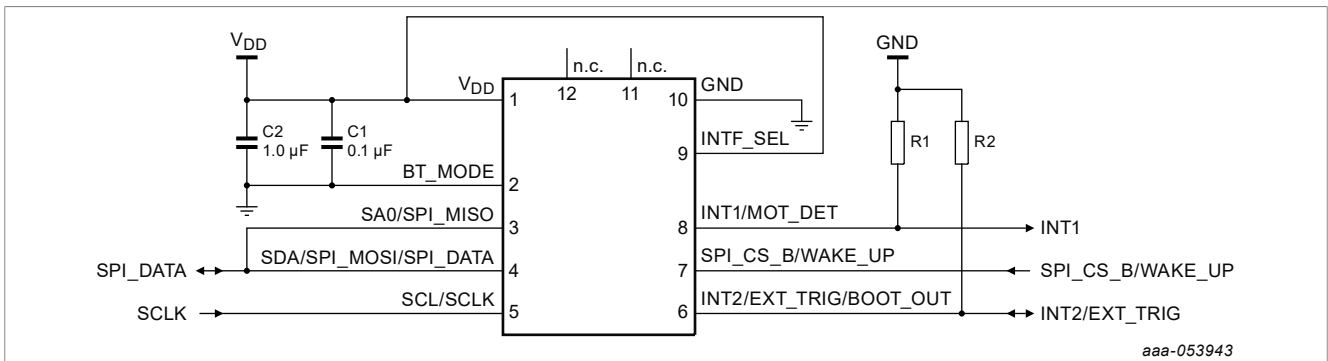 VDD
GND
VDD
n.c.
n.c.
GND
1
12
11
10
C2
1.0 µF
C1
0.1 µF
INTF_SEL
9
R1
R2
BT_MODE
2
SA0/SPI_MISO
3
INT1/MOT_DET
8
INT1
SPI_DATA
SDA/SPI_MOSI/SPI_DATA
4
SPI_CS_B/WAKE_UP
7
SPI_CS_B/WAKE_UP
SCLK
SCL/SCLK
5
INT2/EXT_TRIG/BOOT_OUT
6
INT2/EXT_TRIG
aaa-053943